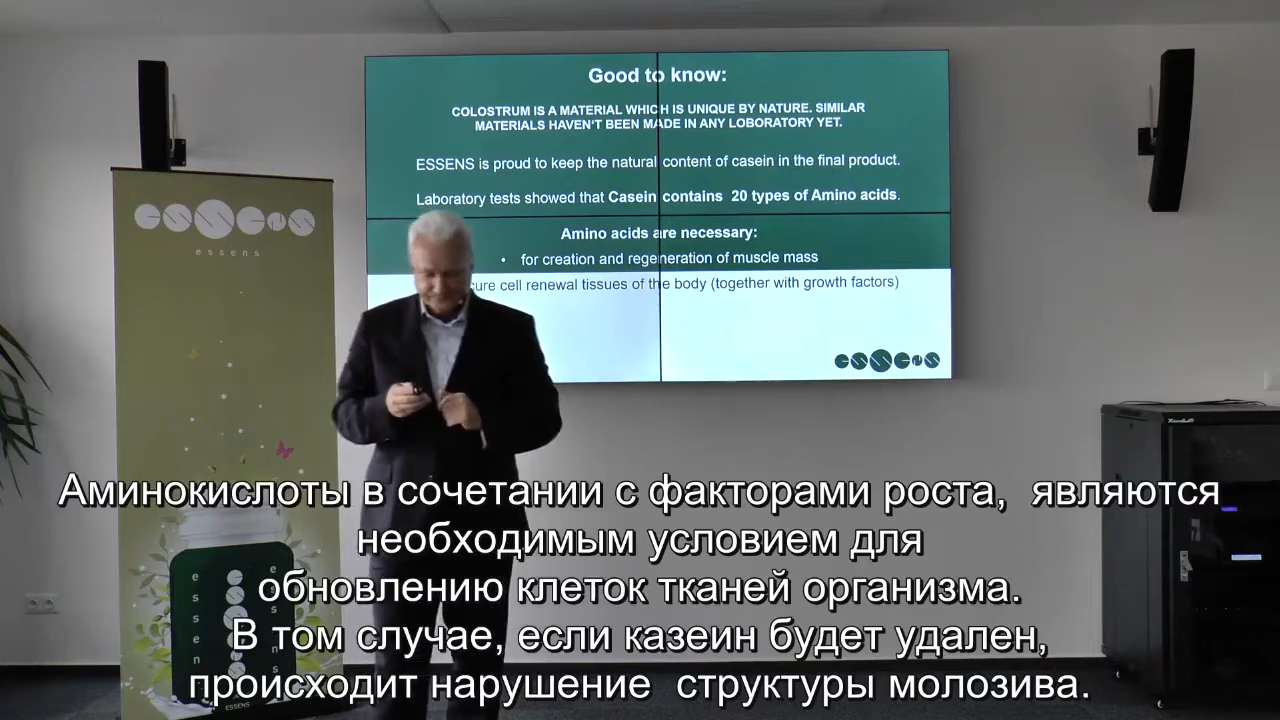 Good to know:
COLOSTRUM IS A MATERIAL WHICH IS UNIQUE BY NATURE. SIMILAR
MATERIALS HAVEN'T BEEN MADE IN ANY LOBORATORY YET.
ESSENS is proud to keep the natural content of casein in the final product.
Laboratory tests showed that Casein contains 20 types of Amino acids.
Amino acids are necessary:
• for creation and regeneration of muscle mass
cell renewal tissues of the body (together with growth factors)
essens
essens
essens
Аминокислоты в сочетании с факторами роста, являются
необходимым условием для
обновлению клеток тканей организма.
В том случае, если казеин будет удален,
происходит нарушение структуры молозива.
essens
ESSENS